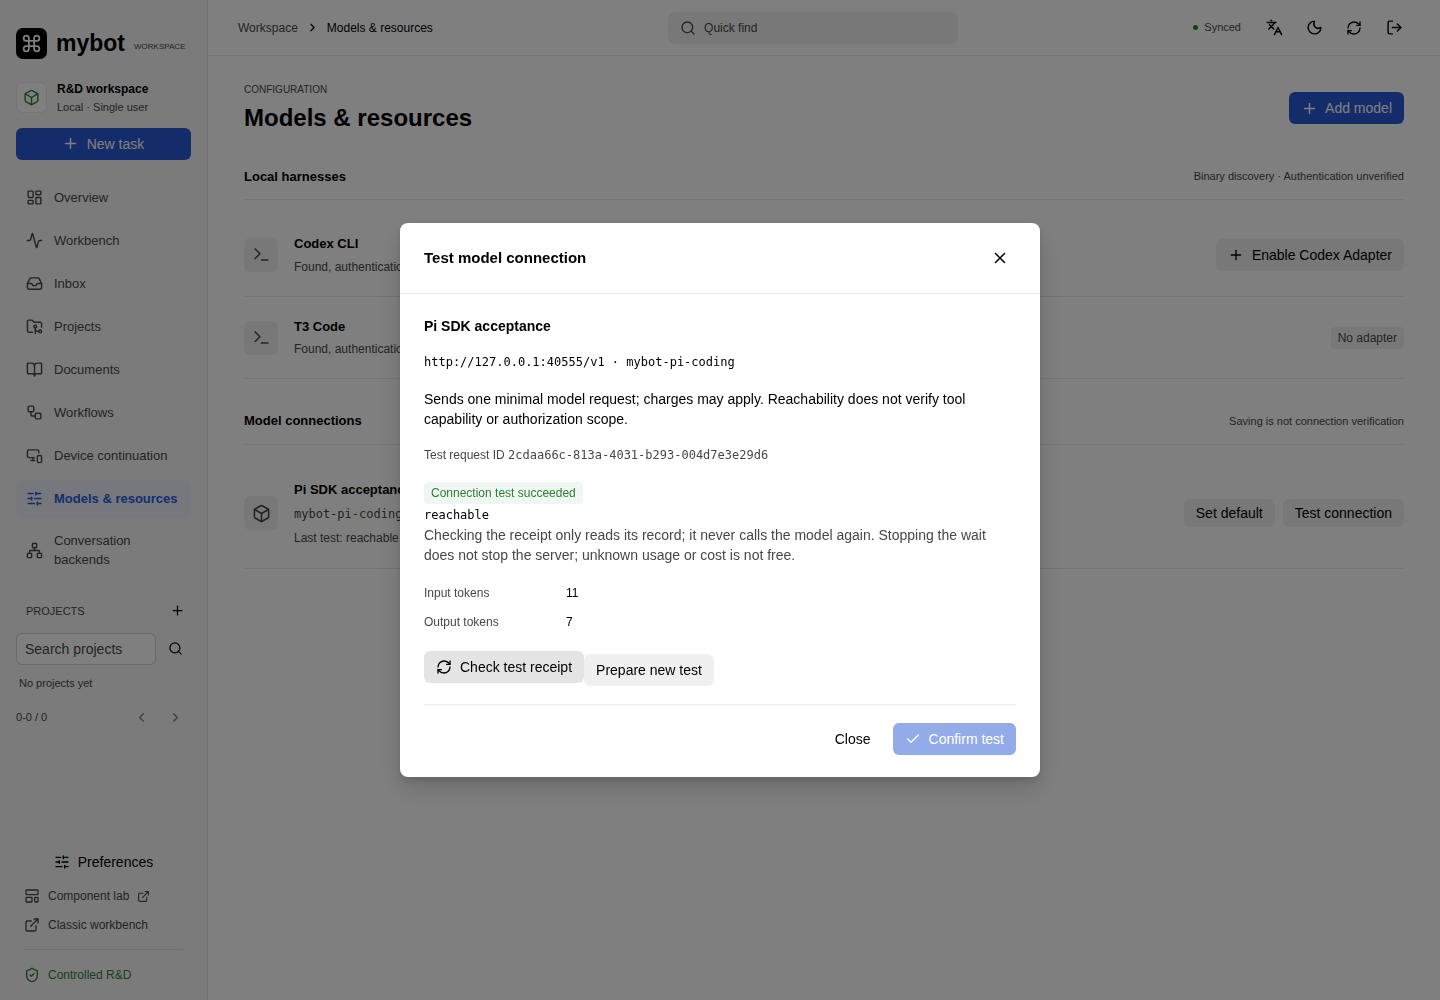 mybot WORKSPACE
R&D workspace
Local · Single user
New task
Overview
Workbench
Inbox
Projects
Documents
Workflows
Device continuation
Models & resources
Conversation
backends
PROJECTS
Search projects
No projects yet
0-0 / 0
Preferences
Component lab
Classic workbench
Controlled R&D
Workspace > Models & resources
Quick find
Synced
CONFIGURATION
Models & resources
Add model
Local harnesses
Binary discovery · Authentication unverified
Codex CLI
Found, authenticatio
Enable Codex Adapter
T3 Code
Found, authenticatio
No adapter
Model connections
Saving is not connection verification
Pi SDK acceptanc
mybot-pi-coding
Last test: reachable
Set default
Test connection
Test model connection
Pi SDK acceptance
http://127.0.0.1:40555/v1 · mybot-pi-coding
Sends one minimal model request; charges may apply. Reachability does not verify tool
capability or authorization scope.
Test request ID 2cdaa66c-813a-4031-b293-004d7e3e29d6
Connection test succeeded
reachable
Checking the receipt only reads its record; it never calls the model again. Stopping the wait
does not stop the server; unknown usage or cost is not free.
Input tokens 11
Output tokens 7
Check test receipt
Prepare new test
Close
Confirm test